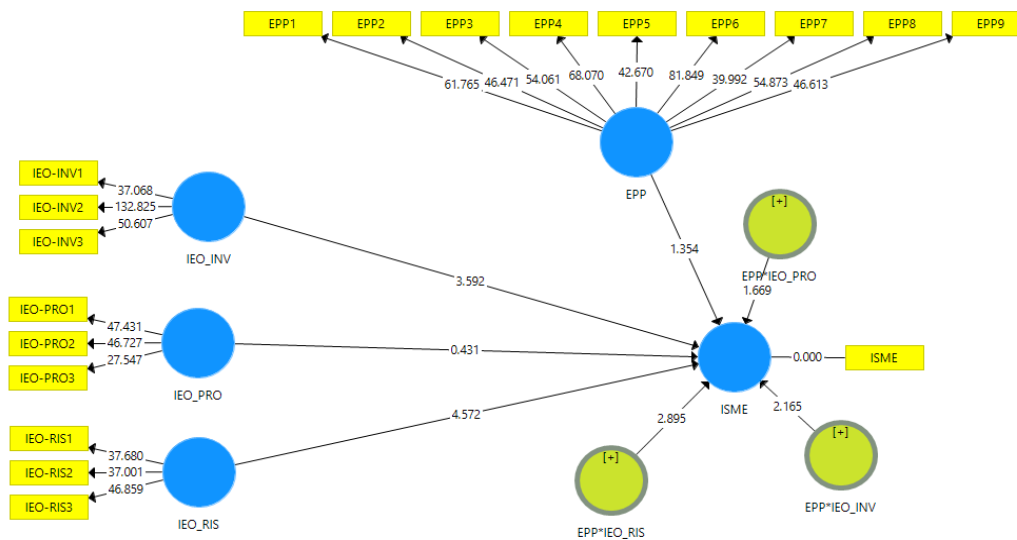 EPP1 EPP2 EPP3 EPP4 EPP5 EPP6 EPP7 EPP8 EPP9
61.765 46.471 54.061 68.070 42.670 81.849 39.992 54.873 46.613
EPP
IEO-INV1
IEO-INV2
IEO-INV3
37.068
132.825
50.607
IEO_INV
[+]
EPP*IEO_PRO
1.354
1.669
3.592
IEO-PRO1
IEO-PRO2
IEO-PRO3
47.431
46.727
27.547
IEO_PRO
0.431
ISME
0.000
ISME
4.572
IEO-RIS1
IEO-RIS2
IEO-RIS3
37.680
37.001
46.859
IEO_RIS
2.895
[+]
EPP*IEO_RIS
2.165
[+]
EPP*IEO_INV